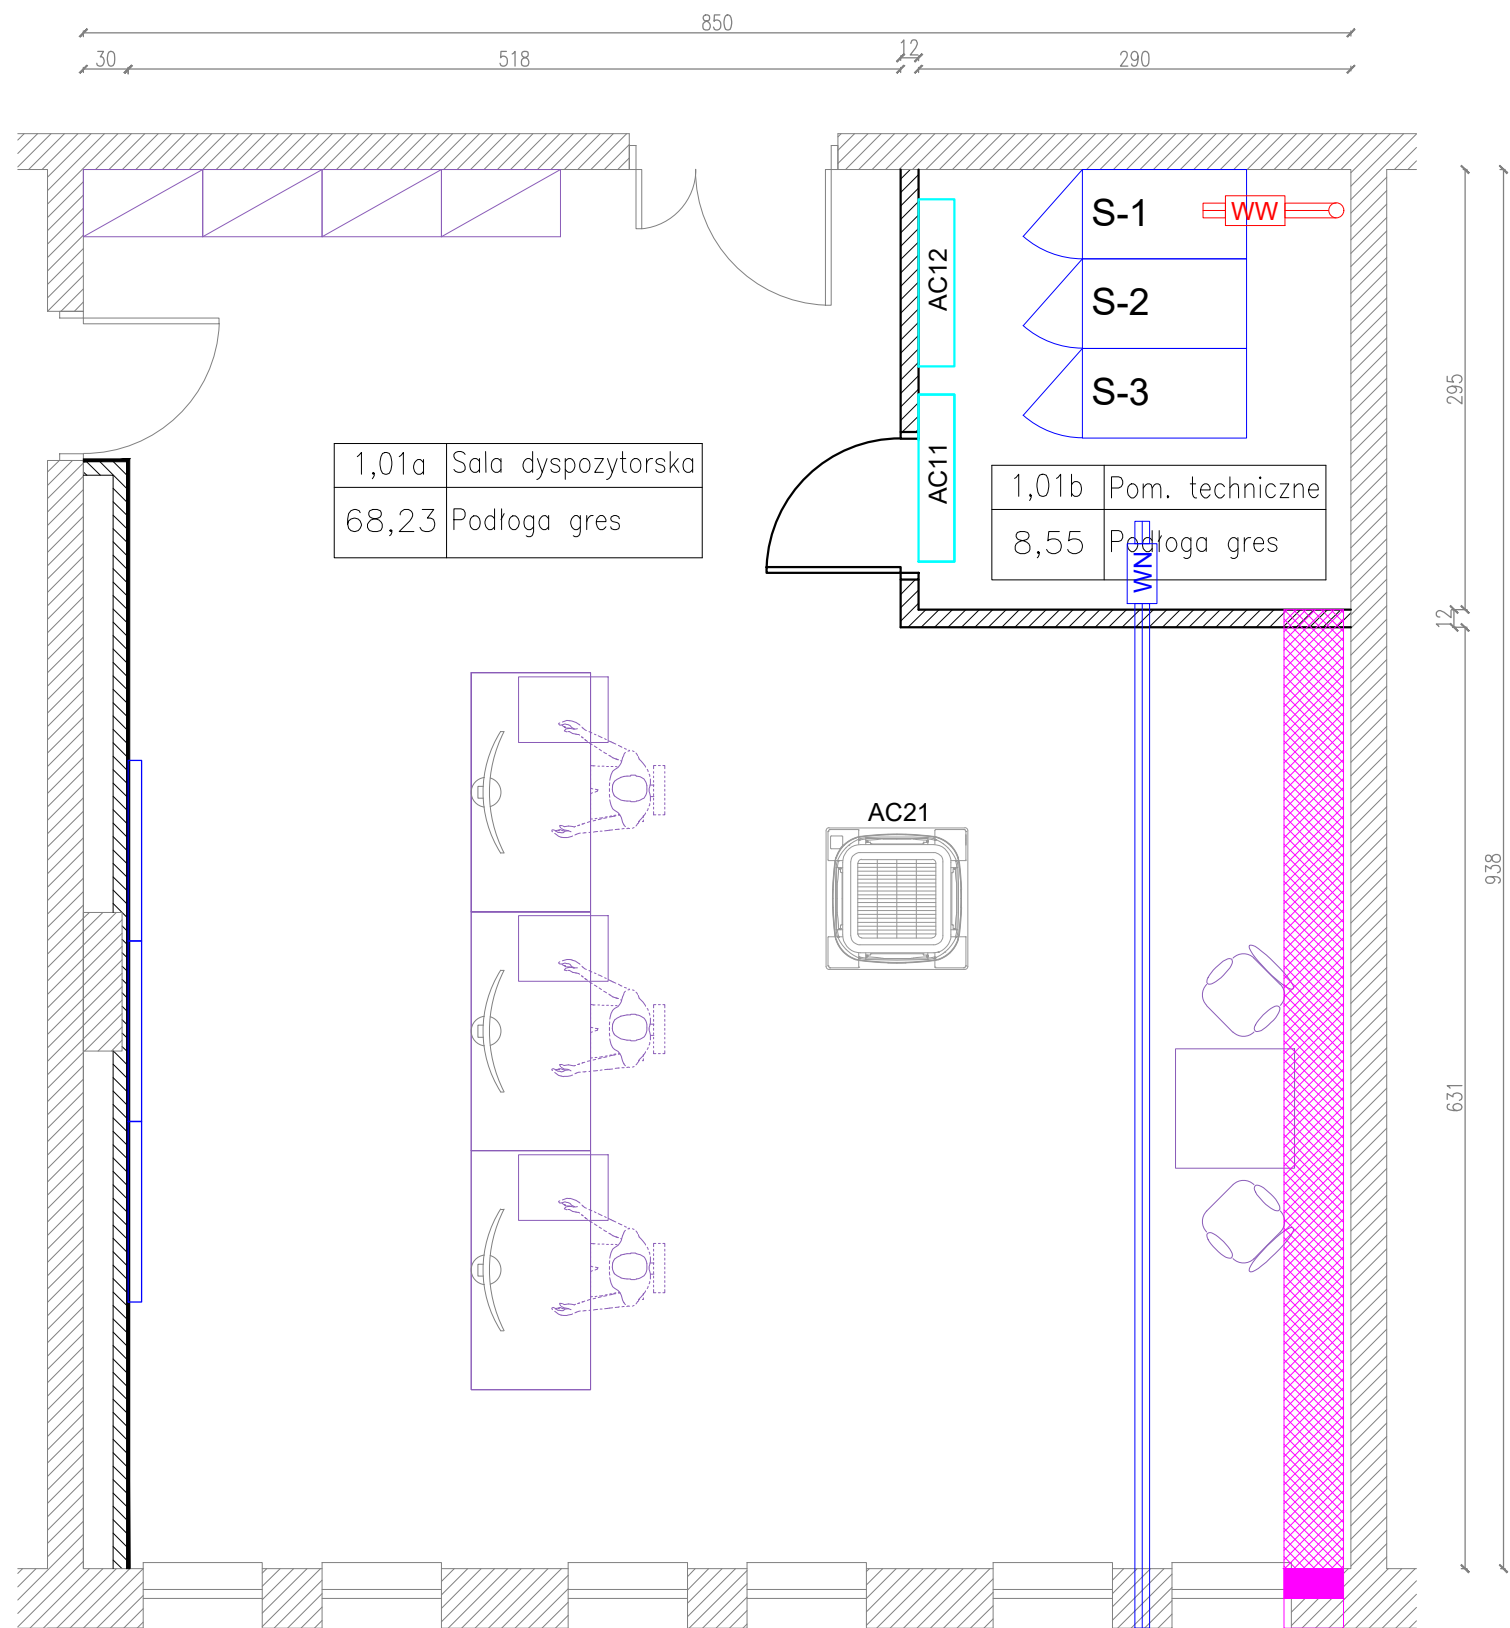 850
30
518
12
290
S-1
WW
S-2
AC12
S-3
AC11
295
1,01a Sala dyspozytorska
68,23 Podłoga gres
1,01b Pom. techniczne
8,55 Podłoga gres
WN
12
AC21
938
631